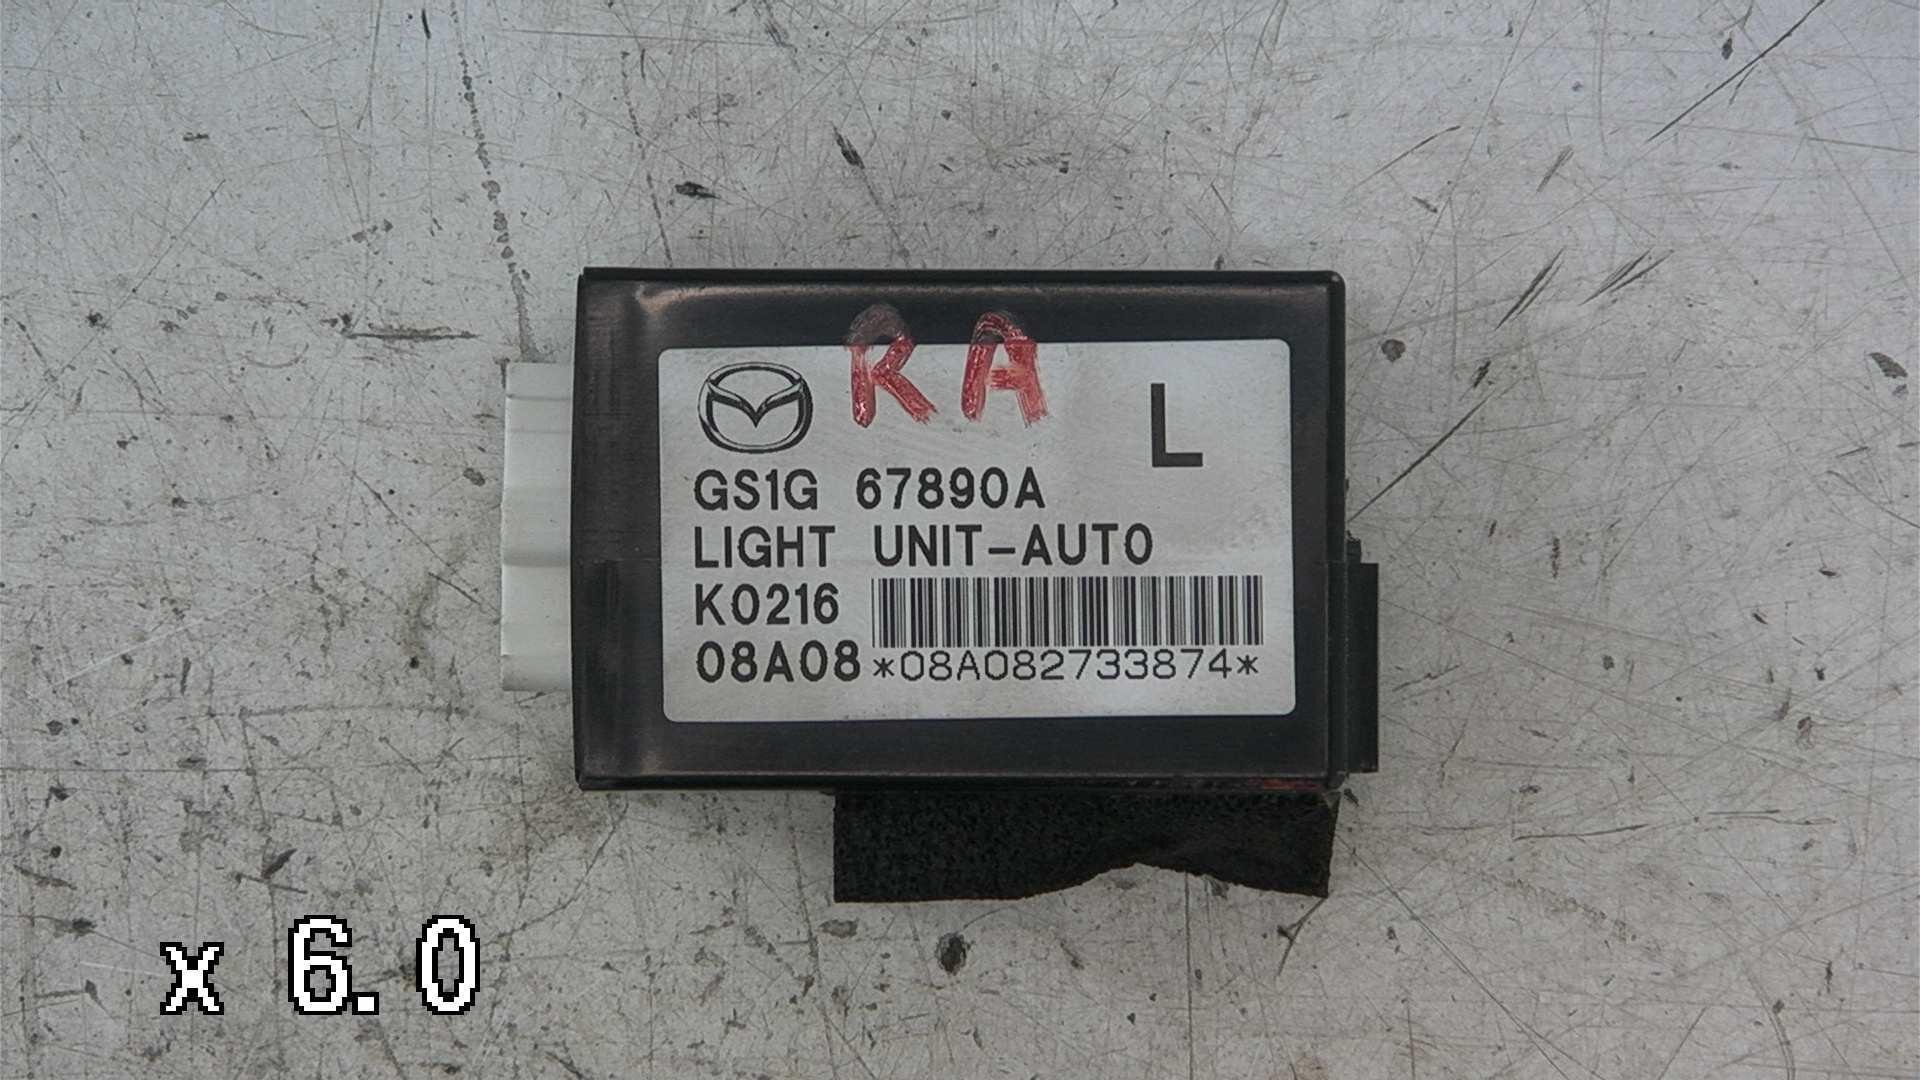 RA
L
GS1G 67890A
LIGHT UNIT-AUTO
K0216
08A08 *08A082733874*
x 6.0